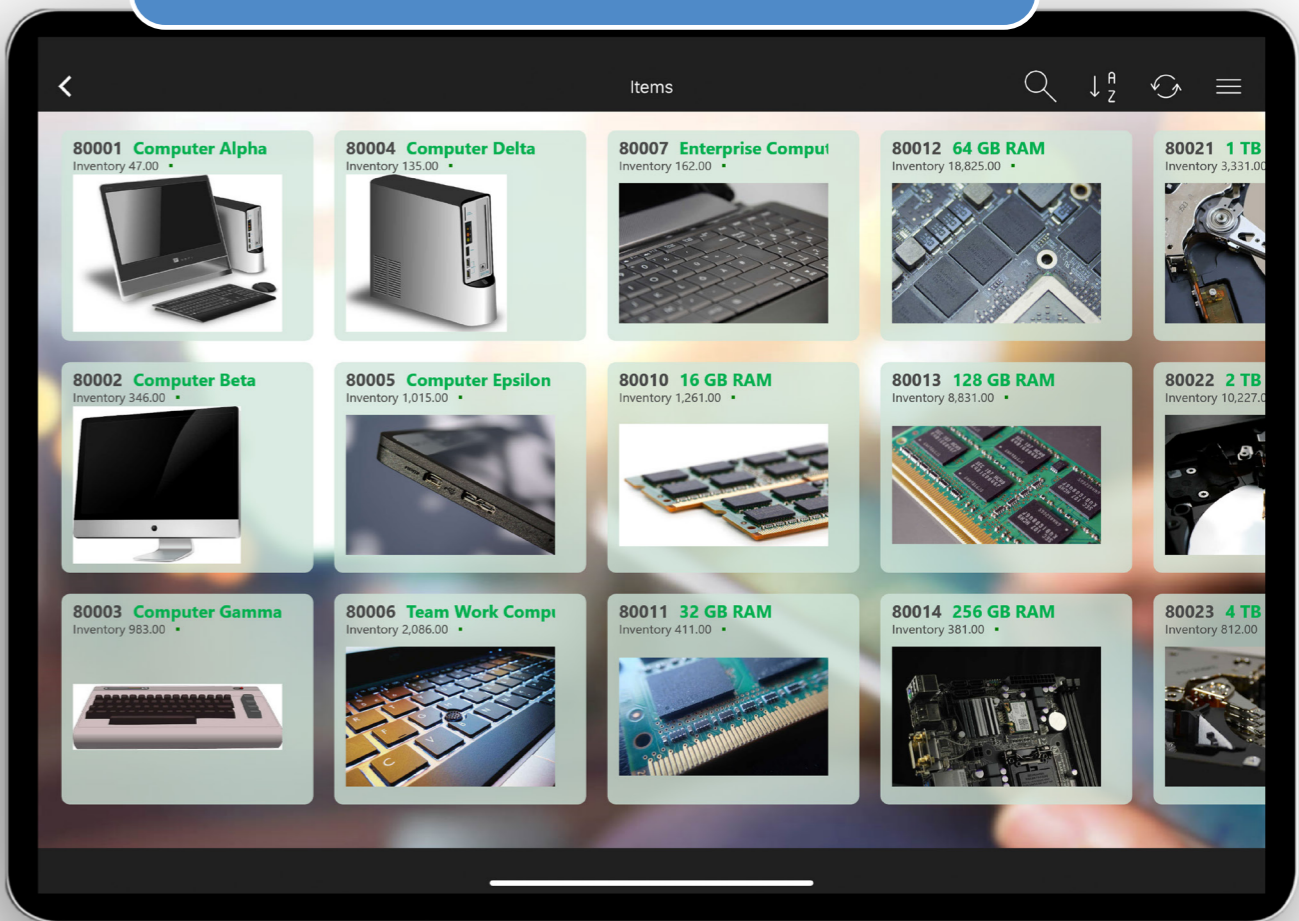 Items
A
Z
80001 Computer Alpha
Inventory 47.00
80004 Computer Delta
Inventory 135.00
80007 Enterprise Comput
Inventory 162.00
80012 64 GB RAM
Inventory 18,825.00
80021 1 TB
Inventory 3,331.00
80002 Computer Beta
Inventory 346.00
80005 Computer Epsilon
Inventory 1,015.00
80010 16 GB RAM
Inventory 1,261.00
80013 128 GB RAM
Inventory 8,831.00
80022 2 TB
Inventory 10,227.0
80003 Computer Gamma
Inventory 983.00
80006 Team Work Compu
Inventory 2,086.00
80011 32 GB RAM
Inventory 411.00
80014 256 GB RAM
Inventory 381.00
80023 4 TB
Inventory 812.00